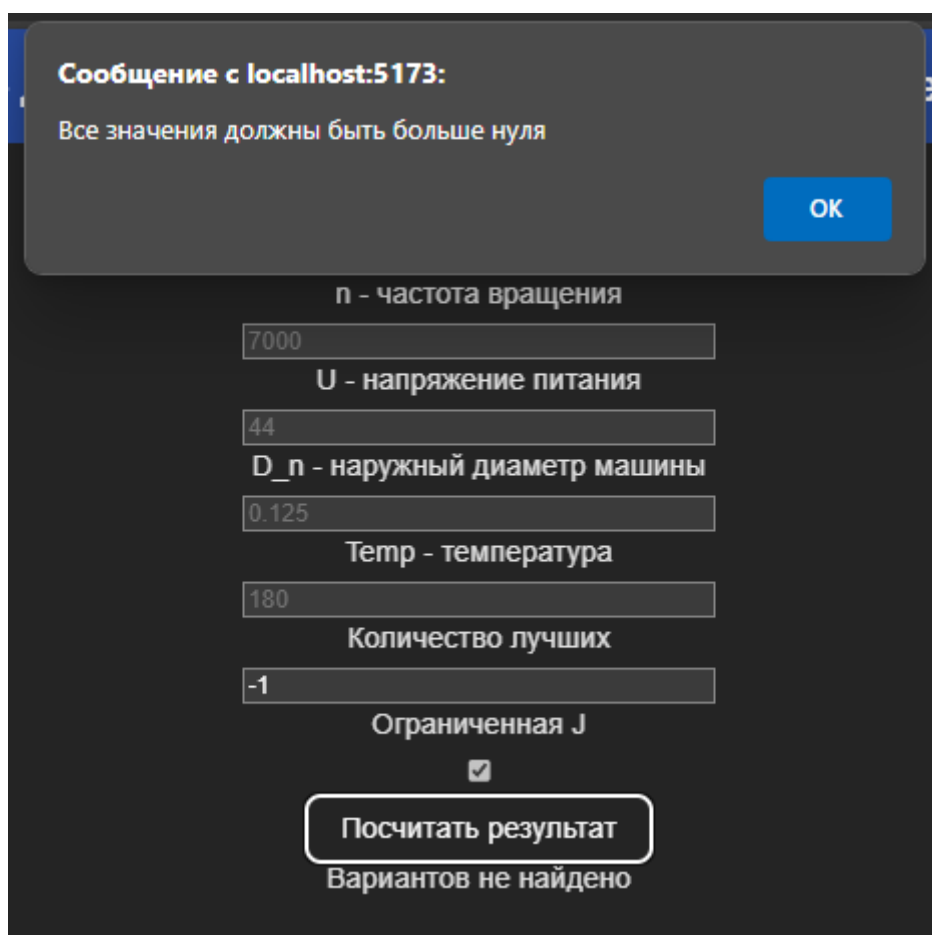 Сообщение с localhost:5173:
Все значения должны быть больше нуля
OK
n - частота вращения
7000
U - напряжение питания
44
D_n - наружный диаметр машины
0.125
Temp - температура
180
Количество лучших
-1
Ограниченная J
Посчитать результат
Вариантов не найдено